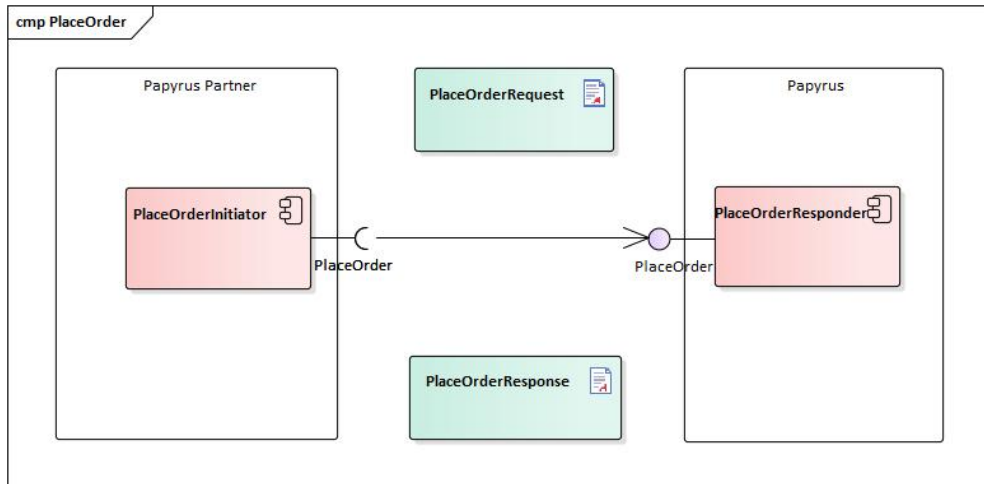 cmp PlaceOrder
Papyrus Partner
PlaceOrderRequest
Papyrus
PlaceOrderInitiator
PlaceOrderResponder
PlaceOrder
PlaceOrder
PlaceOrderResponse